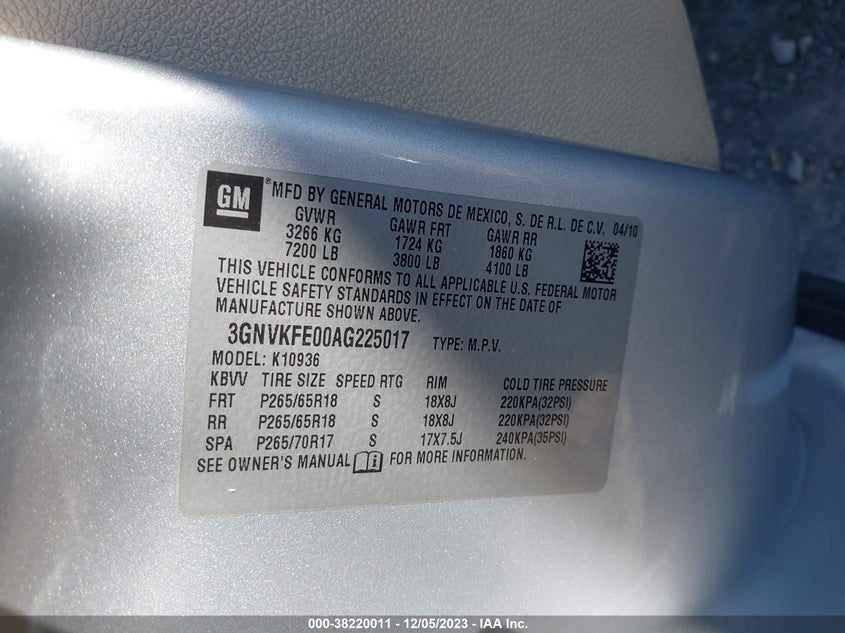 GM *MFD BY GENERAL MOTORS DE MEXICO, S. DE R.L. DE C.V. 04/10
GVWR GAWR FRT GAWR RR
3266 KG 1724 KG 1860 KG
7200 LB 3800 LB 4100 LB
THIS VEHICLE CONFORMS TO ALL APPLICABLE U.S. FEDERAL MOTOR
VEHICLE SAFETY STANDARDS IN EFFECT ON THE DATE OF
MANUFACTURE SHOWN ABOVE.
3GNVKFE00AG225017 TYPE: M.P.V.
MODEL: K10936
KBVV TIRE SIZE SPEED RTG RIM COLD TIRE PRESSURE
FRT P265/65R18 S 18X8J 220KPA(32PSI)
RR P265/65R18 S 18X8J 220KPA(32PSI)
SPA P265/70R17 S 17X7.5J 240KPA(35PSI)
SEE OWNER'S MANUAL i FOR MORE INFORMATION.
000-38220011 - 12/05/2023 - IAA Inc.